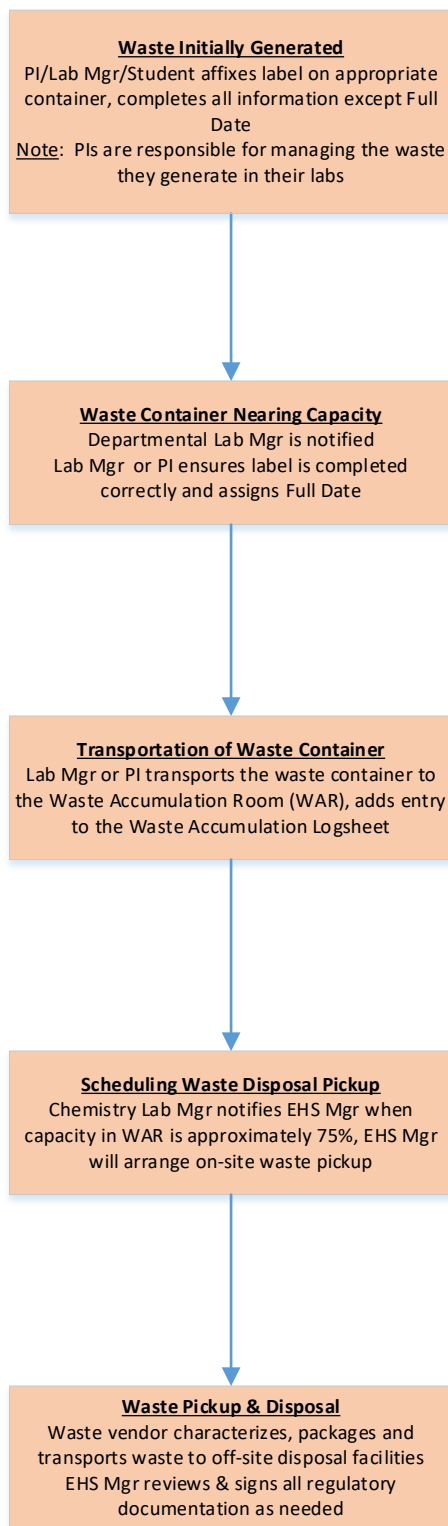 Waste Initially Generated
PI/Lab Mgr/Student affixes label on appropriate
container, completes all information except Full
Date
Note:  PIs are responsible for managing the waste
they generate in their labs
Waste Container Nearing Capacity
Departmental Lab Mgr is notified
Lab Mgr  or PI ensures label is completed
correctly and assigns Full Date
Transportation of Waste Container
Lab Mgr or PI transports the waste container to
the Waste Accumulation Room (WAR), adds entry
to the Waste Accumulation Logsheet
Scheduling Waste Disposal Pickup
Chemistry Lab Mgr notifies EHS Mgr when
capacity in WAR is approximately 75%, EHS Mgr
will arrange on-site waste pickup
Waste Pickup & Disposal
Waste vendor characterizes, packages and
transports waste to off-site disposal facilities
EHS Mgr reviews & signs all regulatory
documentation as needed